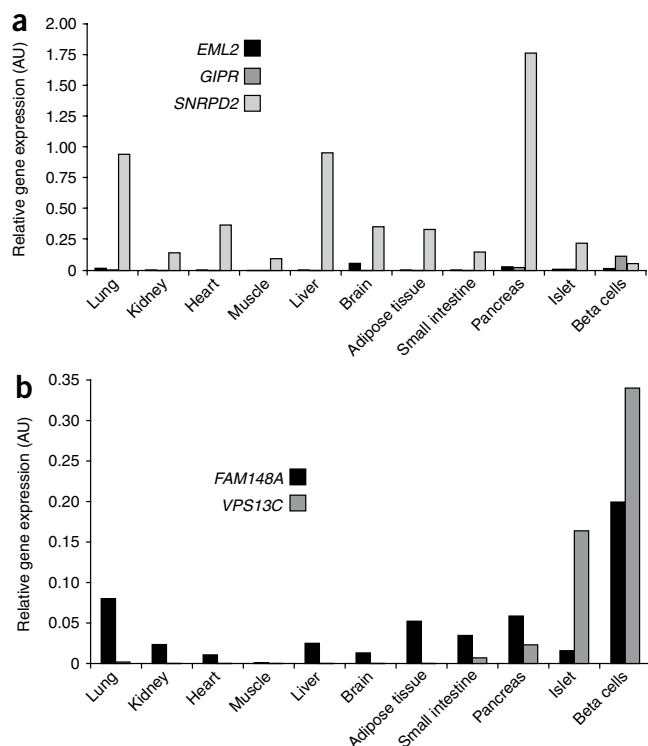 a
Relative gene expression (AU)
2.00
1.75
1.50
1.25
1.00
0.75
0.50
0.25
0
EML2
GIPR
SNRPD2
Lung
Kidney
Heart
Muscle
Liver
Brain
Adipose tissue
Small intestine
Pancreas
Islet
Beta cells
b
Relative gene expression (AU)
0.35
0.30
0.25
0.20
0.15
0.10
0.05
0
FAM148A
VPS13C
Lung
Kidney
Heart
Muscle
Liver
Brain
Adipose tissue
Small intestine
Pancreas
Islet
Beta cells